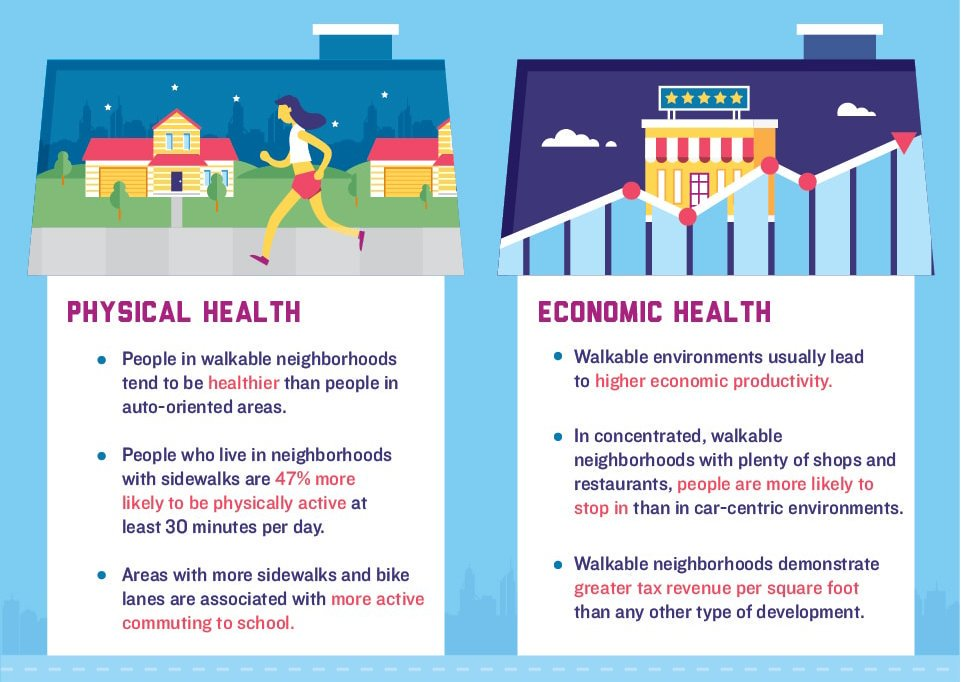 PHYSICAL HEALTH
• People in walkable neighborhoods
tend to be healthier than people in
auto-oriented areas.
• People who live in neighborhoods
with sidewalks are 47% more
likely to be physically active at
least 30 minutes per day.
• Areas with more sidewalks and bike
lanes are associated with more active
commuting to school.
ECONOMIC HEALTH
• Walkable environments usually lead
to higher economic productivity.
• In concentrated, walkable
neighborhoods with plenty of shops and
restaurants, people are more likely to
stop in than in car-centric environments.
• Walkable neighborhoods demonstrate
greater tax revenue per square foot
than any other type of development.